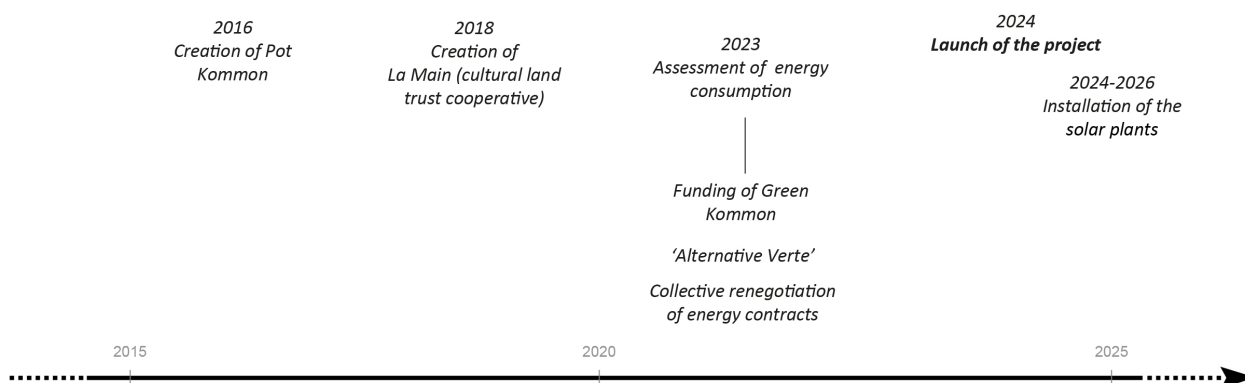 2016
Creation of Pot
Kommon
2018
Creation of
La Main (cultural land
trust cooperative)
2023
Assessment of energy
consumption
Funding of Green
Kommon
‘Alternative Verte’
Collective renegotiation
of energy contracts
2024
Launch of the project
2024-2026
Installation of the
solar plants
2015
2020
2025